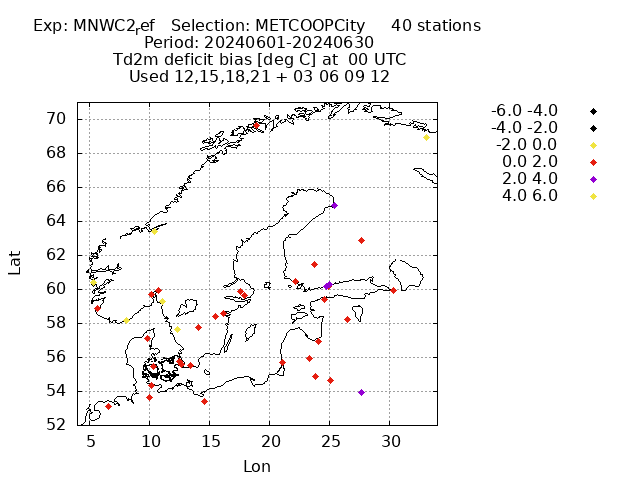 Exp: MNWC2ref Selection: METCOOPCity 40 stations
Period: 20240601-20240630
Td2m deficit bias [deg C] at 00 UTC
Used 12,15,18,21 + 03 06 09 12
-6.0 -4.0
-4.0 -2.0
-2.0 0.0
0.0 2.0
2.0 4.0
4.0 6.0
70
68
66
64
62
60
58
56
54
52
Lat
5 10 15 20 25 30
Lon